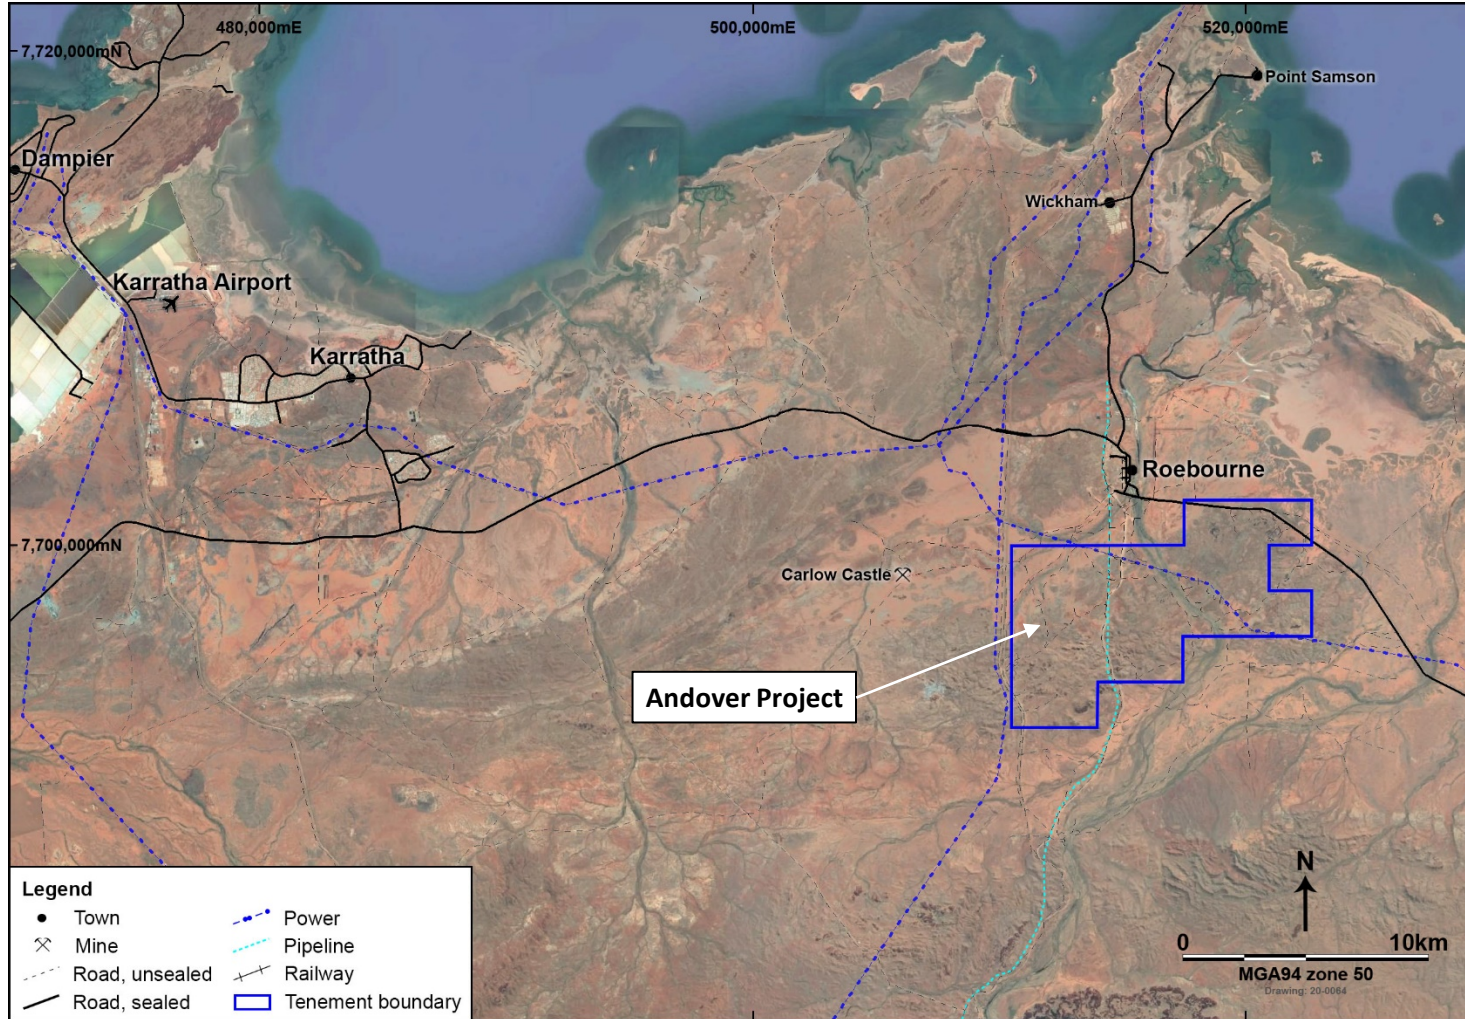 480,000mE
500,000mE
520,000mE
7,720,000mN
Point Samson
Dampier
Wickham
Karratha Airport
Karratha
Roebourne
7,700,000mN
Carlow Castle
Andover Project
Legend
Town
Mine
Road, unsealed
Road, sealed
Power
Pipeline
Railway
Tenement boundary
N
0 10km
MGA94 zone 50
Drawing: 20-0064